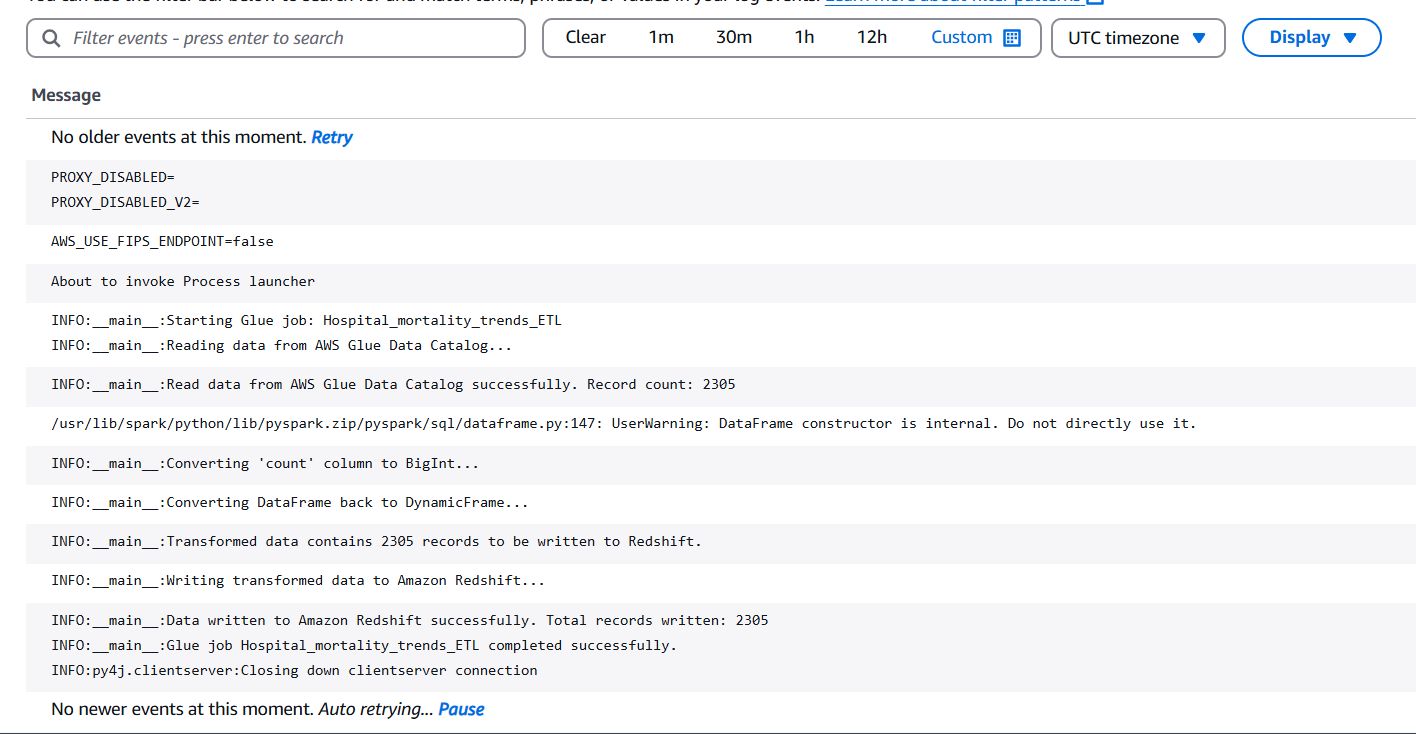 You can use the filter bar below to search for and match terms, phrases, or values in your log events. Learn more about filter patterns
Filter events - press enter to search
Clear 1m 30m 1h 12h Custom UTC timezone Display
Message
No older events at this moment. Retry
PROXY_DISABLED=
PROXY_DISABLED_V2=
AWS_USE_FIPS_ENDPOINT=false
About to invoke Process launcher
INFO:__main__:Starting Glue job: Hospital_mortality_trends_ETL
INFO:__main__:Reading data from AWS Glue Data Catalog...
INFO:__main__:Read data from AWS Glue Data Catalog successfully. Record count: 2305
/usr/lib/spark/python/lib/pyspark.zip/pyspark/sql/dataframe.py:147: UserWarning: DataFrame constructor is internal. Do not directly use it.
INFO:__main__:Converting 'count' column to BigInt...
INFO:__main__:Converting DataFrame back to DynamicFrame...
INFO:__main__:Transformed data contains 2305 records to be written to Redshift.
INFO:__main__:Writing transformed data to Amazon Redshift...
INFO:__main__:Data written to Amazon Redshift successfully. Total records written: 2305
INFO:__main__:Glue job Hospital_mortality_trends_ETL completed successfully.
INFO:py4j.clientserver:Closing down clientserver connection
No newer events at this moment. Auto retrying... Pause